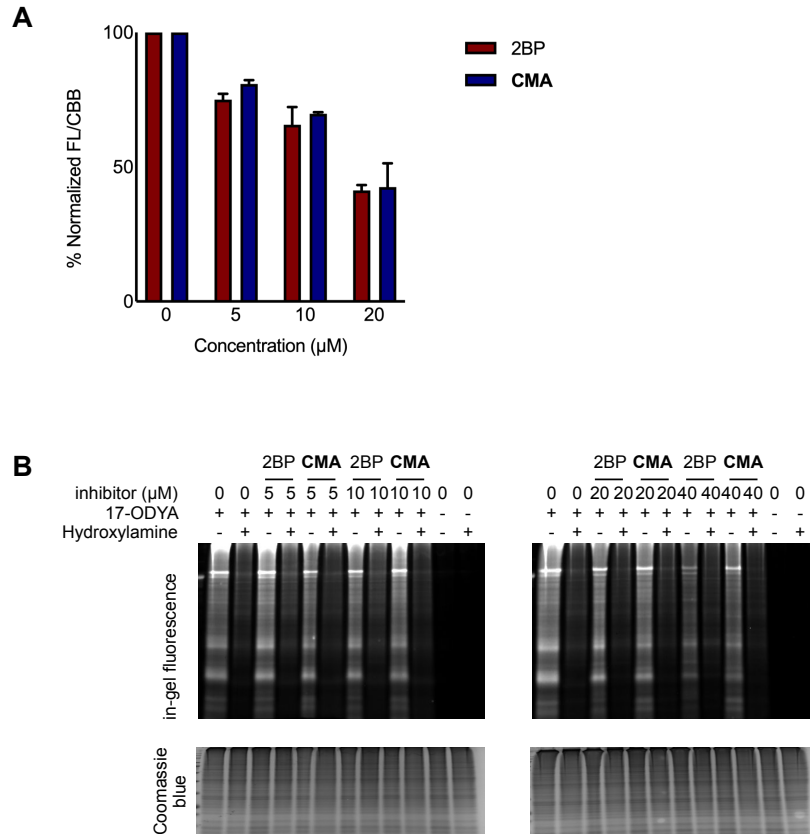 A
100
50
0
% Normalized FL/CBB
0 5 10 20
Concentration (µM)
2BP
CMA
B
2BP CMA 2BP CMA
inhibitor (µM) 0 0 5 5 5 5 10 10 10 10 0 0
17-ODYA + + + + + + + + + + - -
Hydroxylamine - + - + - + - + - + - +
2BP CMA 2BP CMA
0 0 20 20 20 20 40 40 40 40 0 0
+ + + + + + + + + + - -
- + - + - + - + - + - +
in-gel fluorescence
Coomassie
blue